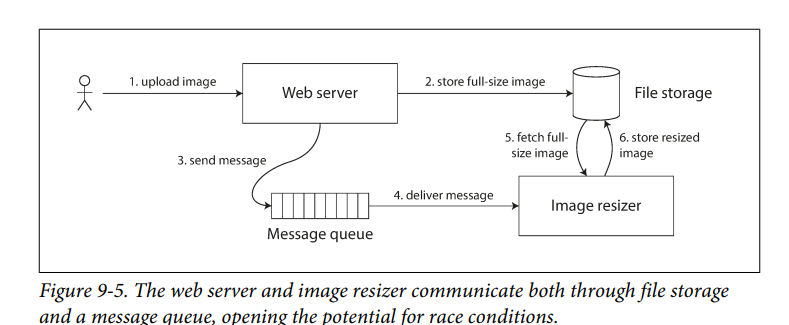 1. upload image
Web server
2. store full-size image
File storage
3. send message
5. fetch full-
size image
6. store resized
image
4. deliver message
Image resizer
Message queue
Figure 9-5. The web server and image resizer communicate both through file storage
and a message queue, opening the potential for race conditions.